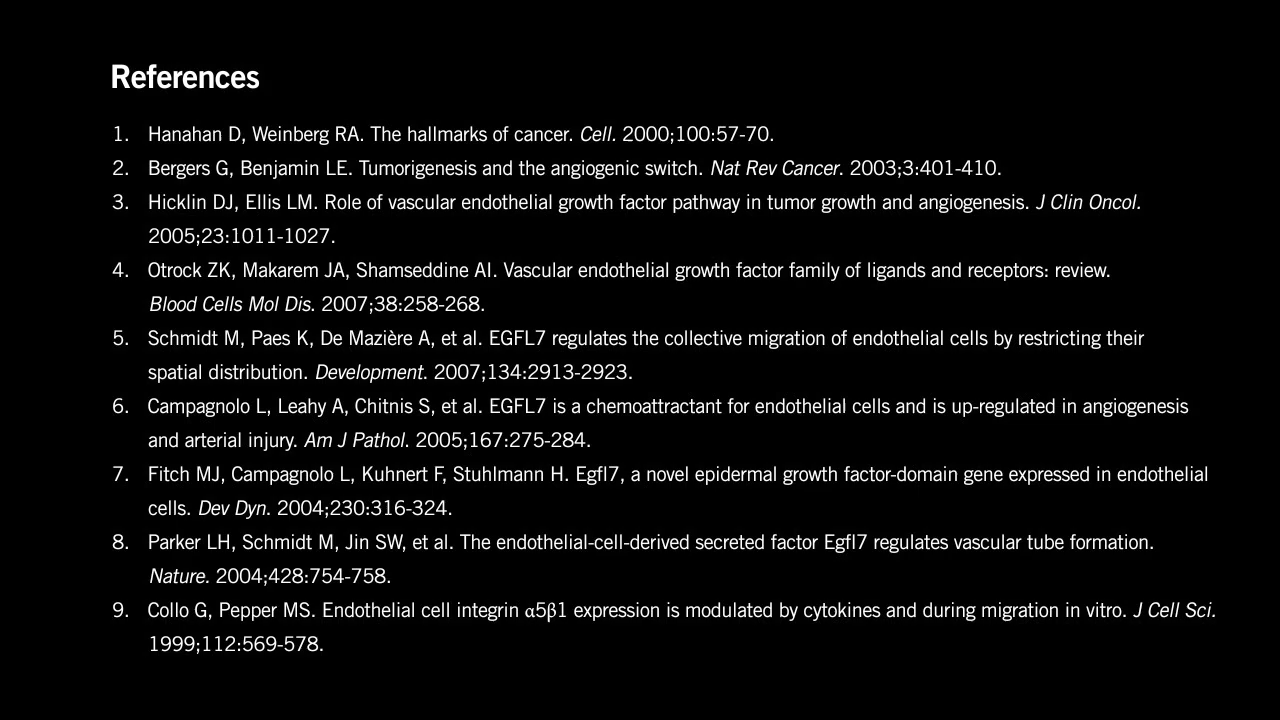 References
1. Hanahan D, Weinberg RA. The hallmarks of cancer. Cell. 2000;100:57-70.
2. Bergers G, Benjamin LE. Tumorigenesis and the angiogenic switch. Nat Rev Cancer. 2003;3:401-410.
3. Hicklin DJ, Ellis LM. Role of vascular endothelial growth factor pathway in tumor growth and angiogenesis. J Clin Oncol.
2005;23:1011-1027.
4. Otrock ZK, Makarem JA, Shamseddine AI. Vascular endothelial growth factor family of ligands and receptors: review.
Blood Cells Mol Dis. 2007;38:258-268.
5. Schmidt M, Paes K, De Mazière A, et al. EGFL7 regulates the collective migration of endothelial cells by restricting their
spatial distribution. Development. 2007;134:2913-2923.
6. Campagnolo L, Leahy A, Chitnis S, et al. EGFL7 is a chemoattractant for endothelial cells and is up-regulated in angiogenesis
and arterial injury. Am J Pathol. 2005;167:275-284.
7. Fitch MJ, Campagnolo L, Kuhnert F, Stuhlmann H. Egfl7, a novel epidermal growth factor-domain gene expressed in endothelial
cells. Dev Dyn. 2004;230:316-324.
8. Parker LH, Schmidt M, Jin SW, et al. The endothelial-cell-derived secreted factor Egfl7 regulates vascular tube formation.
Nature. 2004;428:754-758.
9. Collo G, Pepper MS. Endothelial cell integrin α5β1 expression is modulated by cytokines and during migration in vitro. J Cell Sci.
1999;112:569-578.